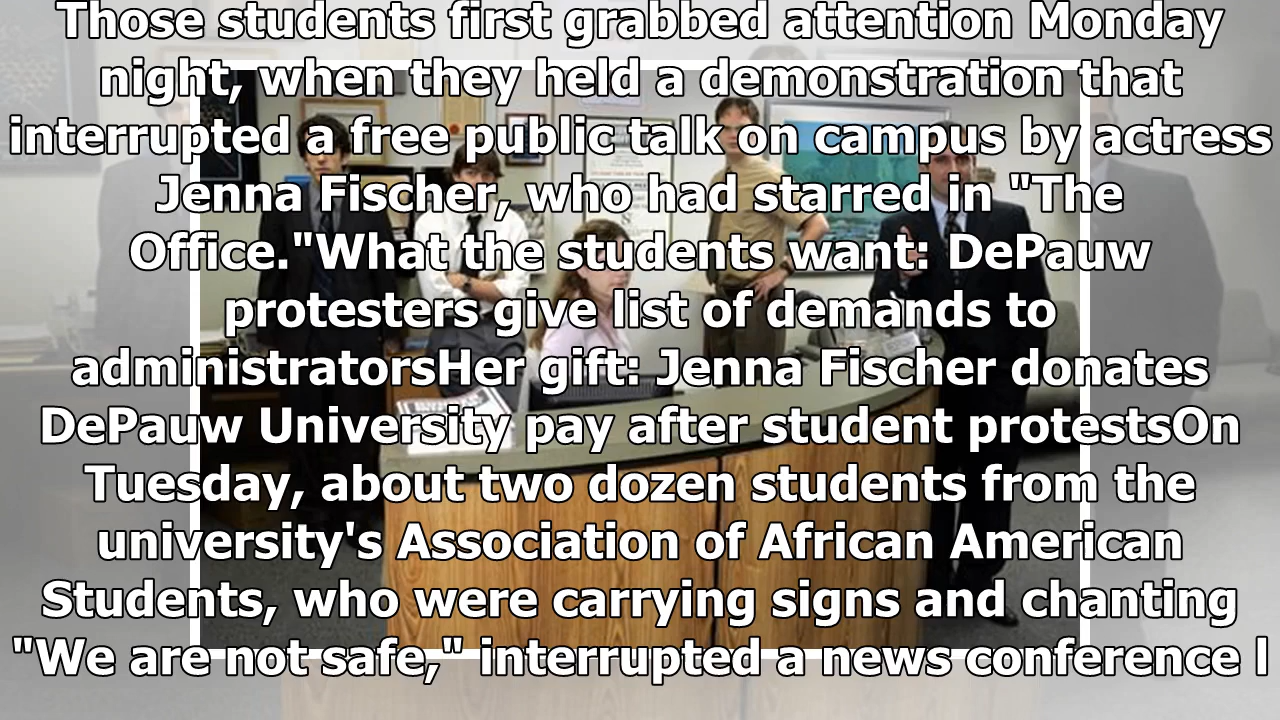 Those students first grabbed attention Monday
night, when they held a demonstration that
interrupted a free public talk on campus by actress
Jenna Fischer, who had starred in "The
Office."What the students want: DePauw
protesters give list of demands to
administratorsHer gift: Jenna Fischer donates
DePauw University pay after student protestsOn
Tuesday, about two dozen students from the
university's Association of African American
Students, who were carrying signs and chanting
"We are not safe," interrupted a news conference l